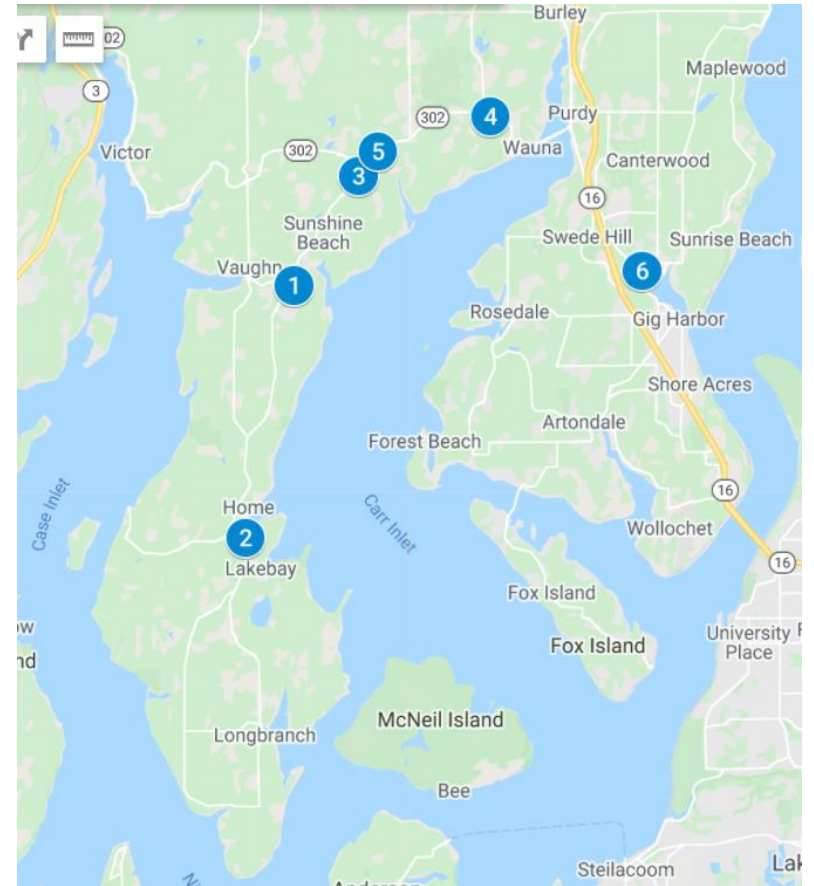 Burley
02
Maplewood
3
4
302
Purdy
5
302
Victor
Wauna
Canterwood
3
16
Sunshine
Beach
Swede Hill
Sunrise Beach
Vaughn
6
1
Rosedale
Gig Harbor
Shore Acres
Artondale
Forest Beach
16
Case Inlet
Home
Carr Inlet
Wollochet
2
16
Lakebay
Fox Island
University
Place
Fox Island
McNeil Island
Longbranch
Bee
Steilacoom